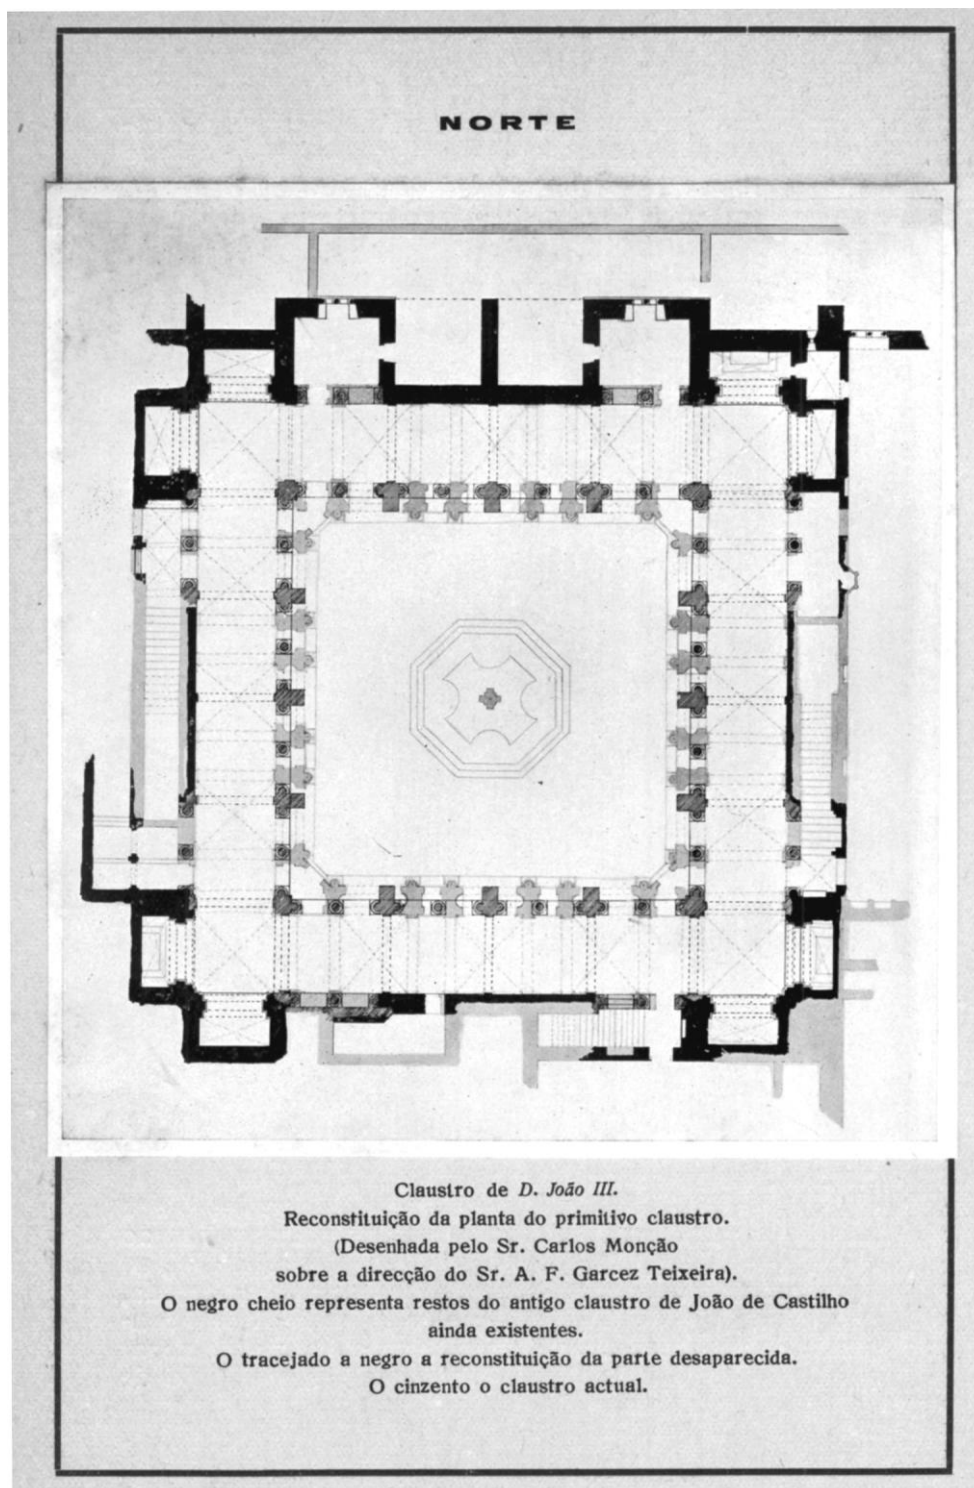 NORTE
Claustro de D. João III.
Reconstituição da planta do primitivo claustro.
(Desenhada pelo Sr. Carlos Monção
sobre a direcção do Sr. A. F. Garcez Teixeira).
O negro cheio representa restos do antigo claustro de João de Castilho
ainda existentes.
O tracejado a negro a reconstituição da parte desaparecida.
O cinzento o claustro actual.